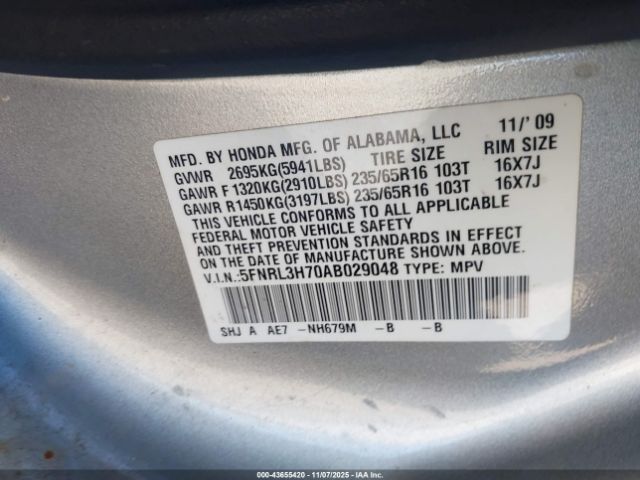 MFD. BY HONDA MFG. OF ALABAMA, LLC 11/'09
GVWR 2695KG(5941LBS) TIRE SIZE RIM SIZE
GAWR F1320KG(2910LBS) 235/65R16 103T 16X7J
GAWR R1450KG(3197LBS) 235/65R16 103T 16X7J
THIS VEHICLE CONFORMS TO ALL APPLICABLE
FEDERAL MOTOR VEHICLE SAFETY
AND THEFT PREVENTION STANDARDS IN EFFECT
ON THE DATE OF MANUFACTURE SHOWN ABOVE.
V.I.N.:5FNRL3H70AB029048 TYPE: MPV
SHJ A AE7 -NH679M -B -B
000-43655420 - 11/07/2025 - IAAI.COM